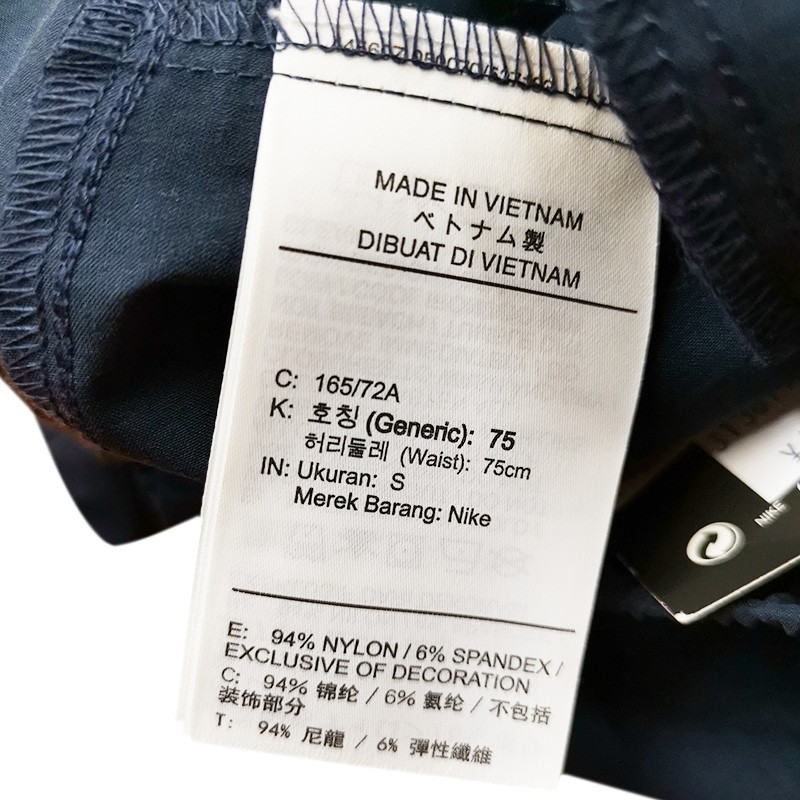 MADE IN VIETNAM
ベトナム製
DIBUAT DI VIETNAM
C: 165/72A
K: 호칭 (Generic): 75
허리둘레 (Waist): 75cm
IN: Ukuran: S
Merek Barang: Nike
E: 94% NYLON / 6% SPANDEX /
EXCLUSIVE OF DECORATION
C: 94% 锦纶 / 6% 氨纶 / 不包括
装饰部分
T: 94% 尼龍 / 6% 彈性纖維
NIKE